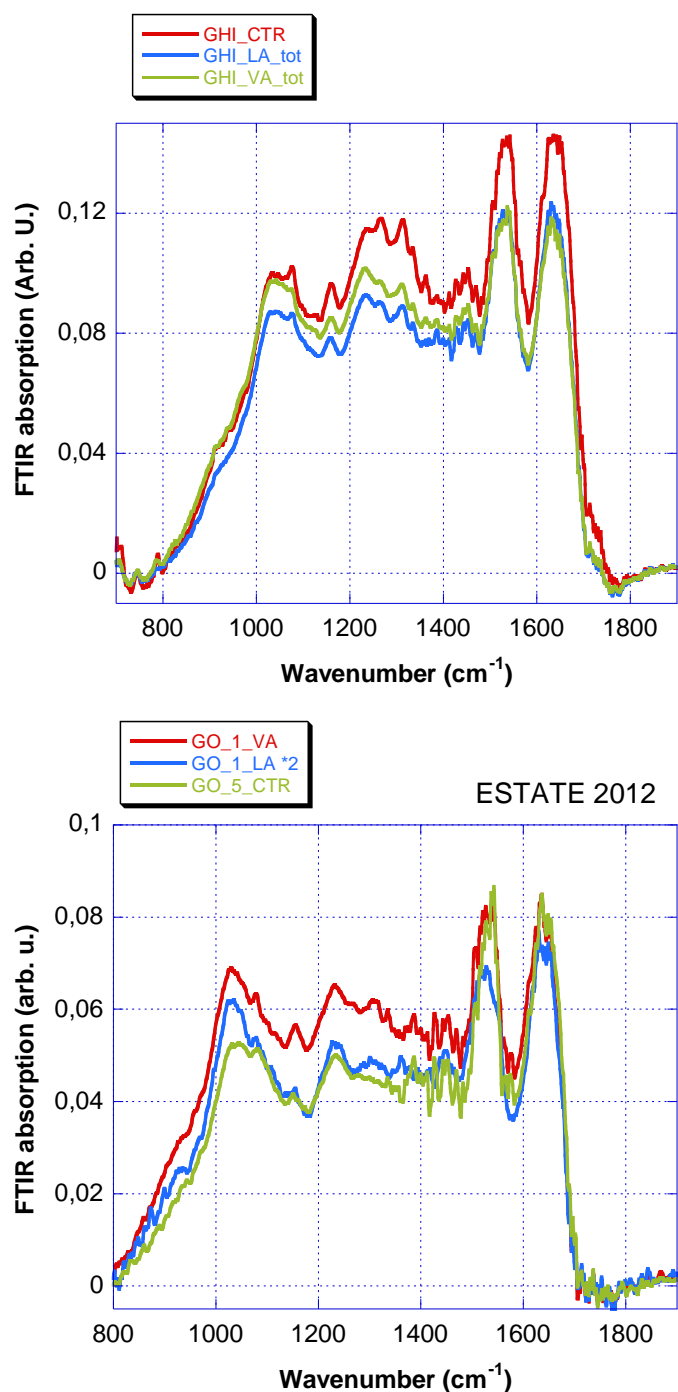 GHI_CTR
GHI_LA_tot
GHI_VA_tot
FTIR absorption (Arb. U.)
0,12
0,08
0,04
0
800 1000 1200 1400 1600 1800
Wavenumber (cm-1)
GO_1_VA
GO_1_LA *2
GO_5_CTR
ESTATE 2012
FTIR absorption (arb. u.)
0,1
0,08
0,06
0,04
0,02
0
800 1000 1200 1400 1600 1800
Wavenumber (cm-1)